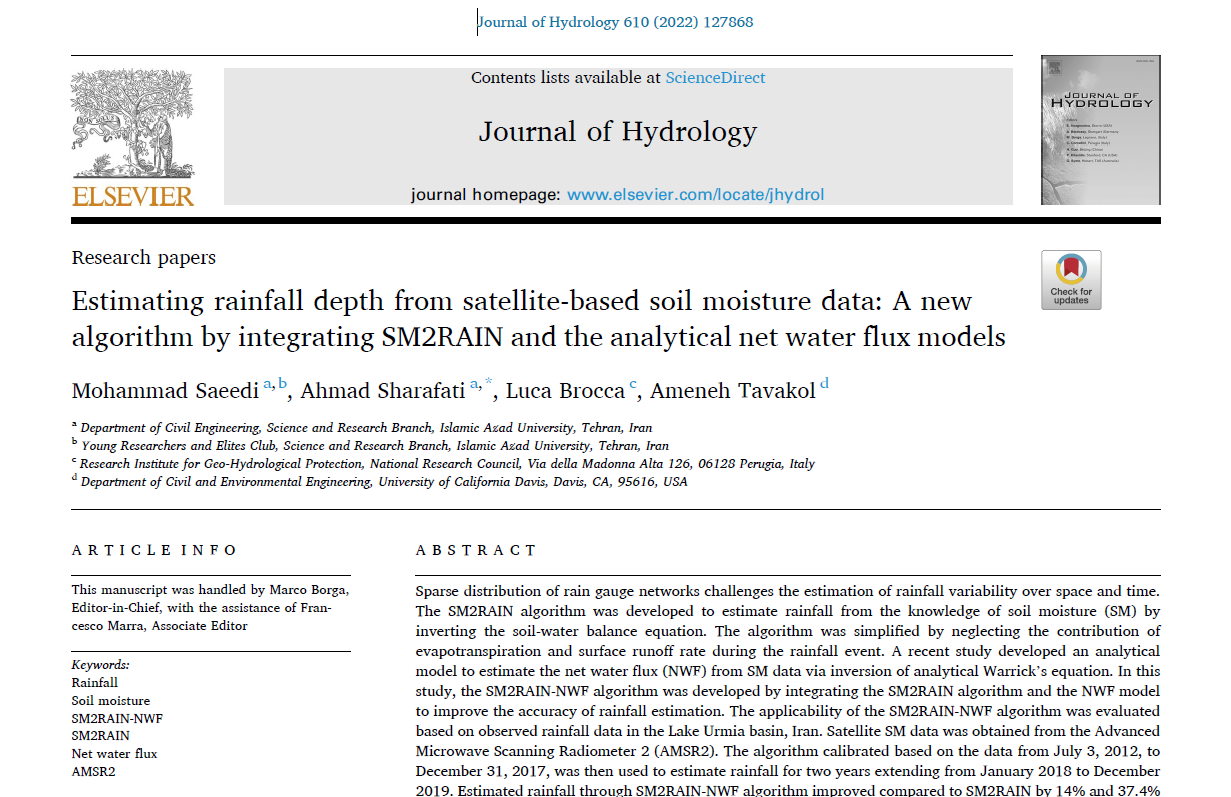 Journal of Hydrology 610 (2022) 127868
Contents lists available at ScienceDirect
Journal of Hydrology
journal homepage: www.elsevier.com/locate/jhydrol
ELSEVIER
JOURNAL OF
HYDROLOGY
Research papers
Check for
updates
Estimating rainfall depth from satellite-based soil moisture data: A new
algorithm by integrating SM2RAIN and the analytical net water flux models
Mohammad Saeedi a,b, Ahmad Sharafati a,*, Luca Brocca c, Ameneh Tavakol d
a Department of Civil Engineering, Science and Research Branch, Islamic Azad University, Tehran, Iran
b Young Researchers and Elites Club, Science and Research Branch, Islamic Azad University, Tehran, Iran
c Research Institute for Geo-Hydrological Protection, National Research Council, Via della Madonna Alta 126, 06128 Perugia, Italy
d Department of Civil and Environmental Engineering, University of California Davis, Davis, CA, 95616, USA
ARTICLE INFO
This manuscript was handled by Marco Borga,
Editor-in-Chief, with the assistance of Fran-
cesco Marra, Associate Editor
Keywords:
Rainfall
Soil moisture
SM2RAIN-NWF
SM2RAIN
Net water flux
AMSR2
ABSTRACT
Sparse distribution of rain gauge networks challenges the estimation of rainfall variability over space and time.
The SM2RAIN algorithm was developed to estimate rainfall from the knowledge of soil moisture (SM) by
inverting the soil-water balance equation. The algorithm was simplified by neglecting the contribution of
evapotranspiration and surface runoff rate during the rainfall event. A recent study developed an analytical
model to estimate the net water flux (NWF) from SM data via inversion of analytical Warrick's equation. In this
study, the SM2RAIN-NWF algorithm was developed by integrating the SM2RAIN algorithm and the NWF model
to improve the accuracy of rainfall estimation. The applicability of the SM2RAIN-NWF algorithm was evaluated
based on observed rainfall data in the Lake Urmia basin, Iran. Satellite SM data was obtained from the Advanced
Microwave Scanning Radiometer 2 (AMSR2). The algorithm calibrated based on the data from July 3, 2012, to
December 31, 2017, was then used to estimate rainfall for two years extending from January 2018 to December
2019. Estimated rainfall through SM2RAIN-NWF algorithm improved compared to SM2RAIN by 14% and 37.4%